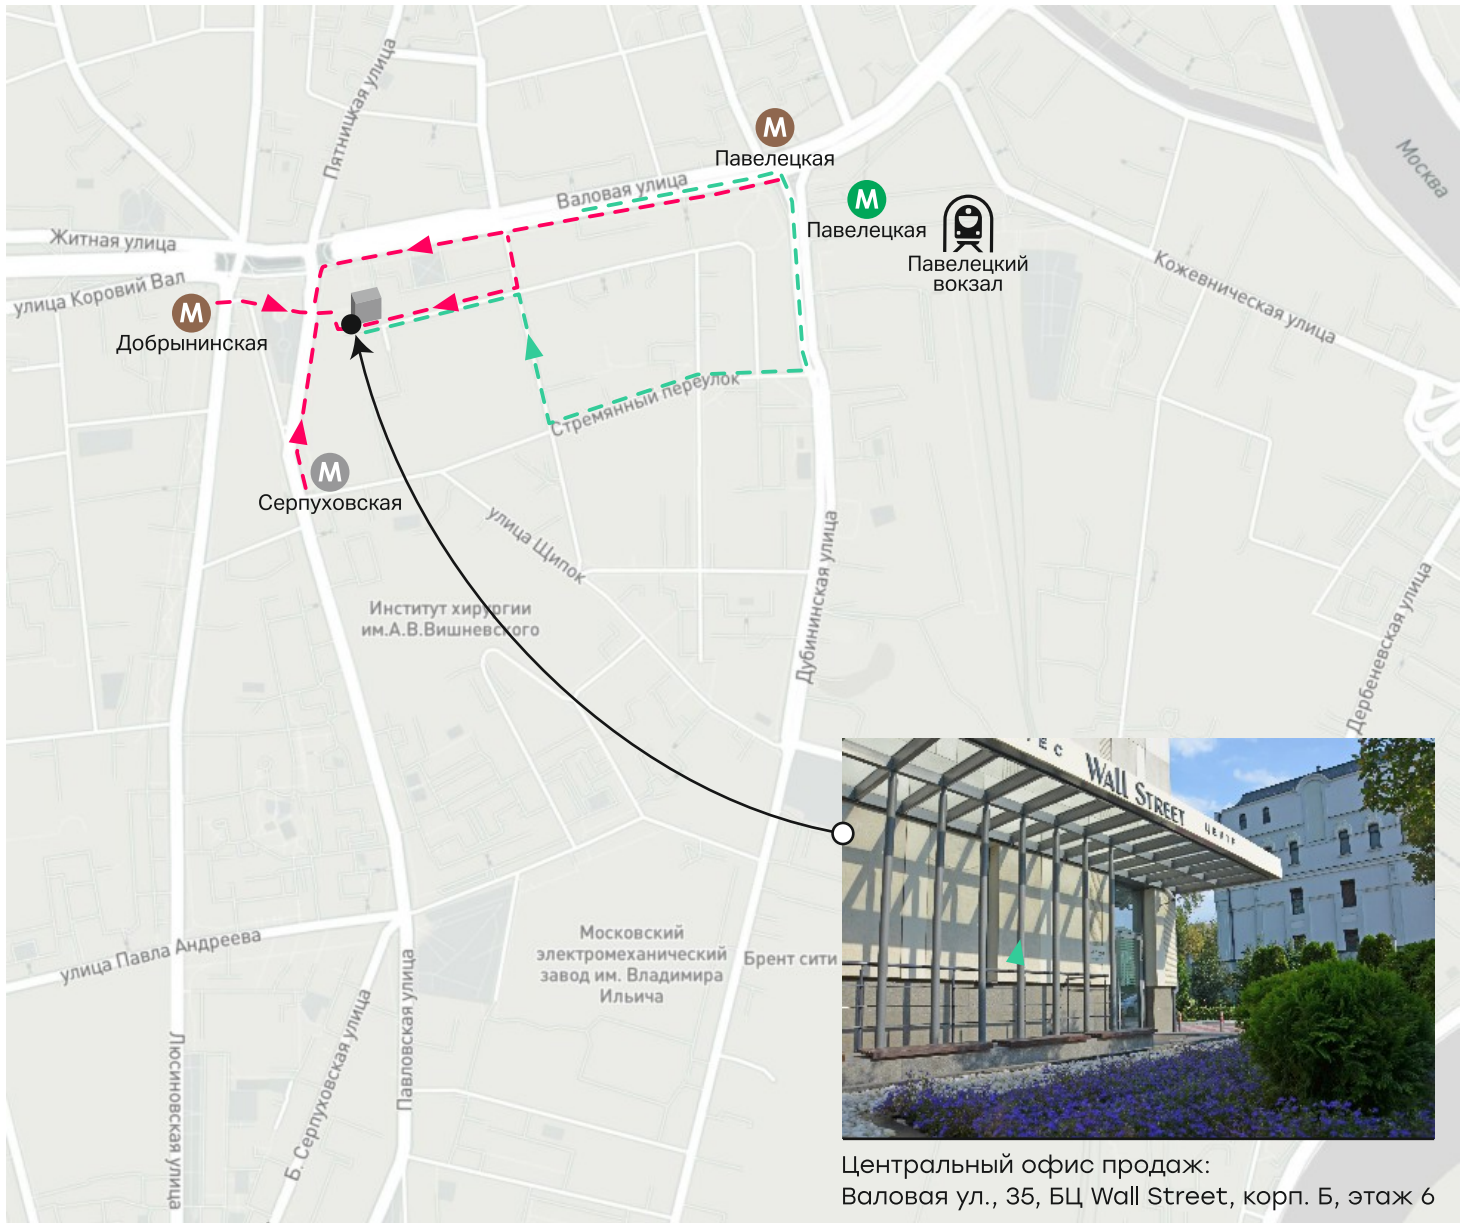 Пятницкая улица
М
Павелецкая
М
Павелецкая
Москва
Валовая улица
Житная улица
Павелецкий
вокзал
Кожевническая улица
улица Коровий Вал
М
Добрынинская
Стремянный переулок
М
Серпуховская
улица Щипок
Дубининская улица
Институт хирургии
им.А.В.Вишневского
Дербеневская улица
РЕС WALL STREET ЦЕНТР
улица Павла Андреева
Московский
электромеханический
завод им. Владимира
Ильича
Брент сити
Люсиновская улица
Б. Серпуховская улица
Павловская улица
Центральный офис продаж:
Валовая ул., 35, БЦ Wall Street, корп. Б, этаж 6